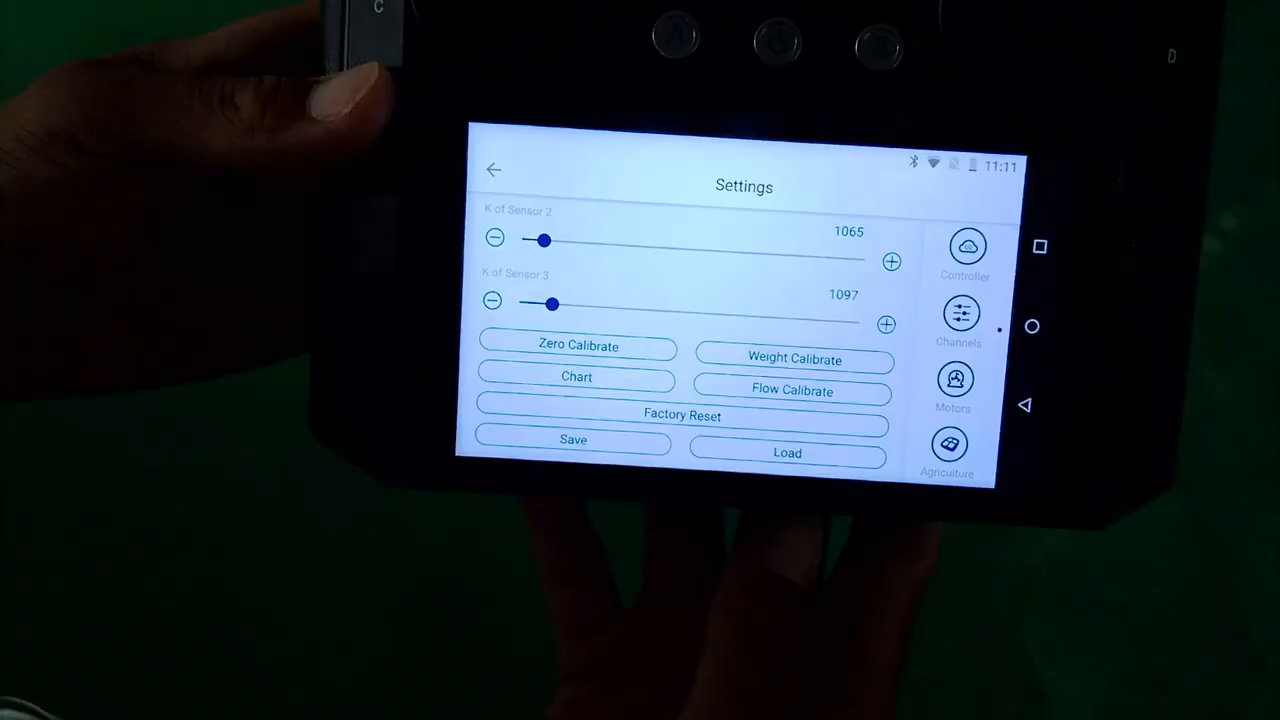 C
D
11:11
Settings
K of Sensor 2
1065
K of Sensor 3
1097
Zero Calibrate
Weight Calibrate
Chart
Flow Calibrate
Factory Reset
Save
Load
Controller
Channels
Motors
Agriculture